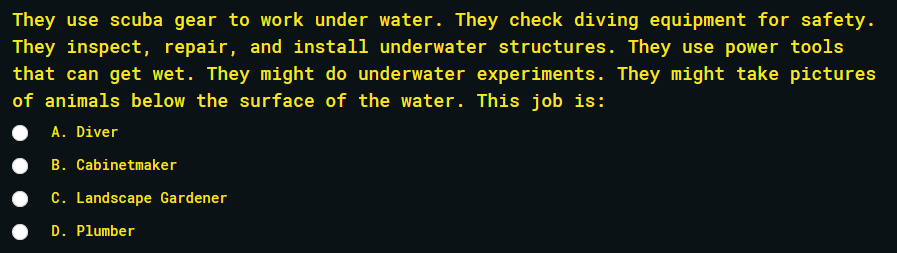 They use scuba gear to work under water. They check diving equipment for safety.
They inspect, repair, and install underwater structures. They use power tools
that can get wet. They might do underwater experiments. They might take pictures
of animals below the surface of the water. This job is:
A. Diver
B. Cabinetmaker
C. Landscape Gardener
D. Plumber